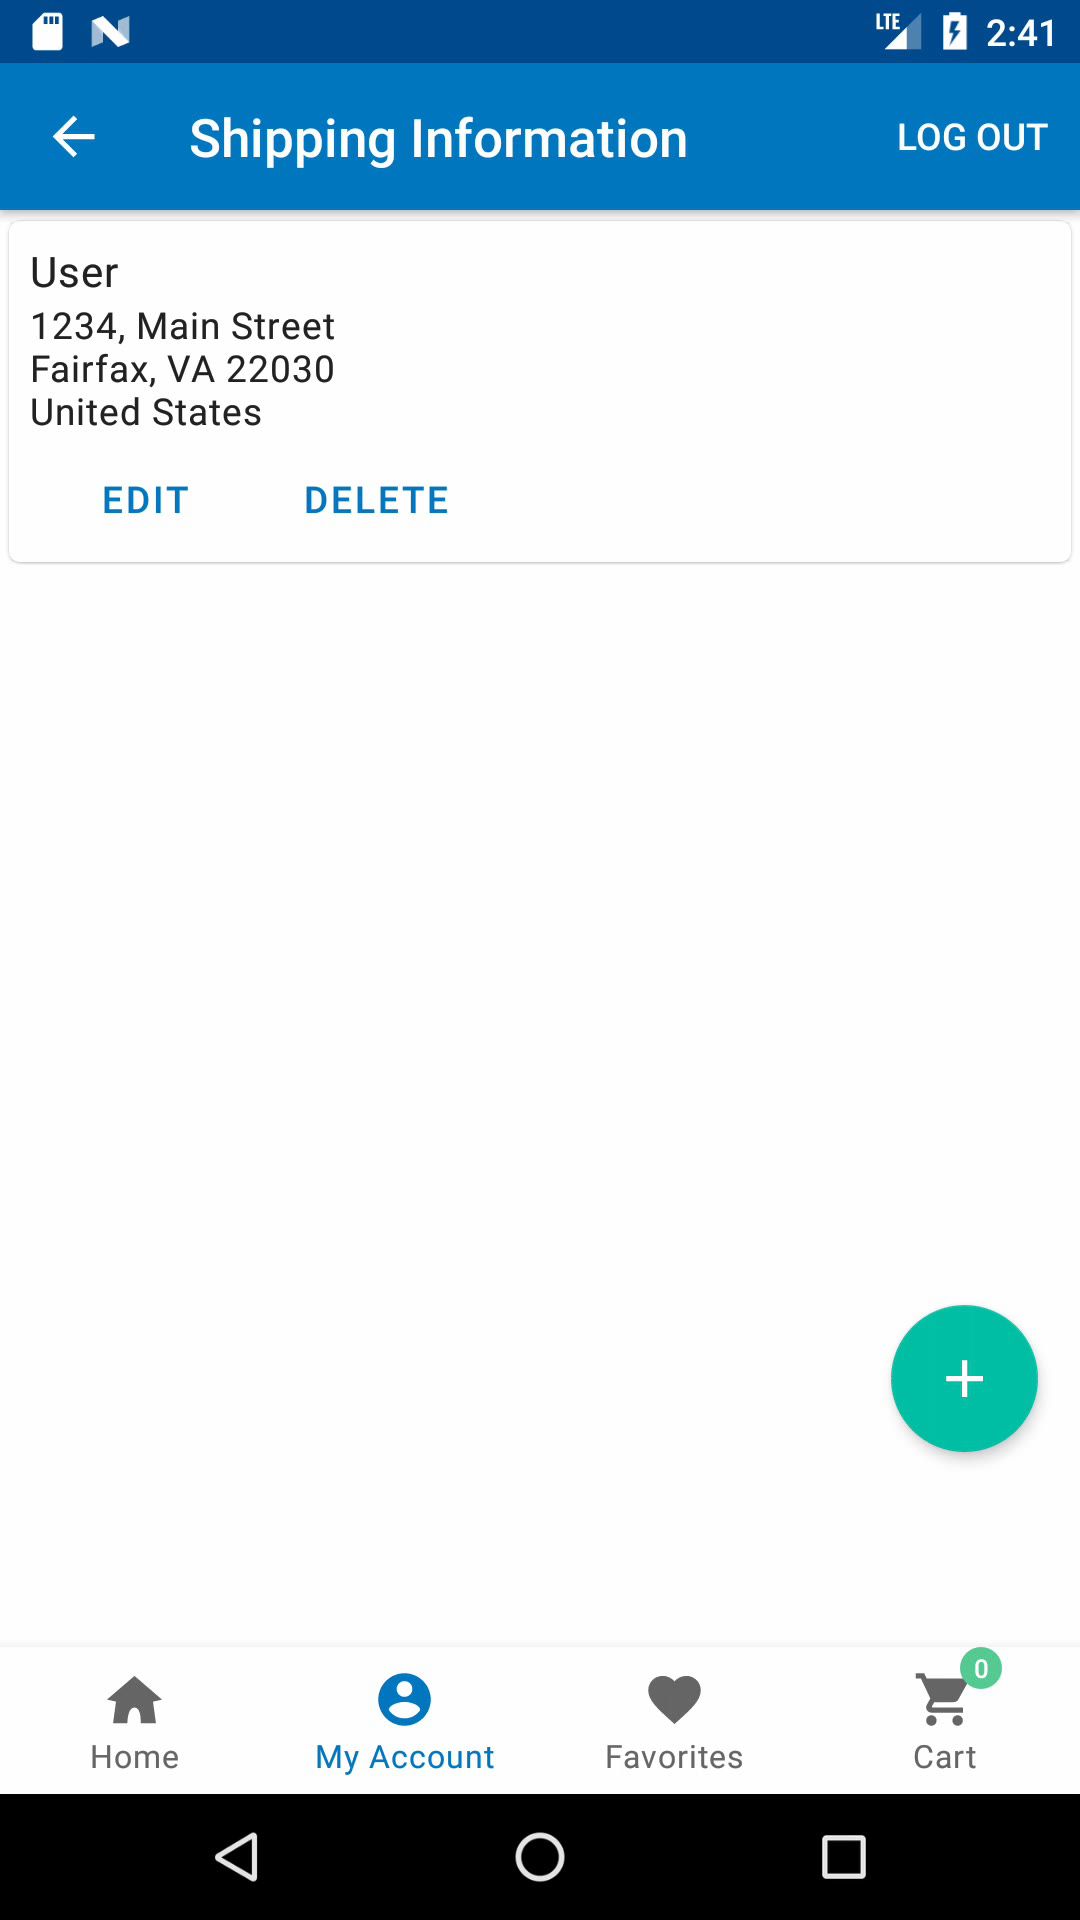 LTE 2:41
Shipping Information LOG OUT
User
1234, Main Street
Fairfax, VA 22030
United States
EDIT DELETE
0
Home My Account Favorites Cart